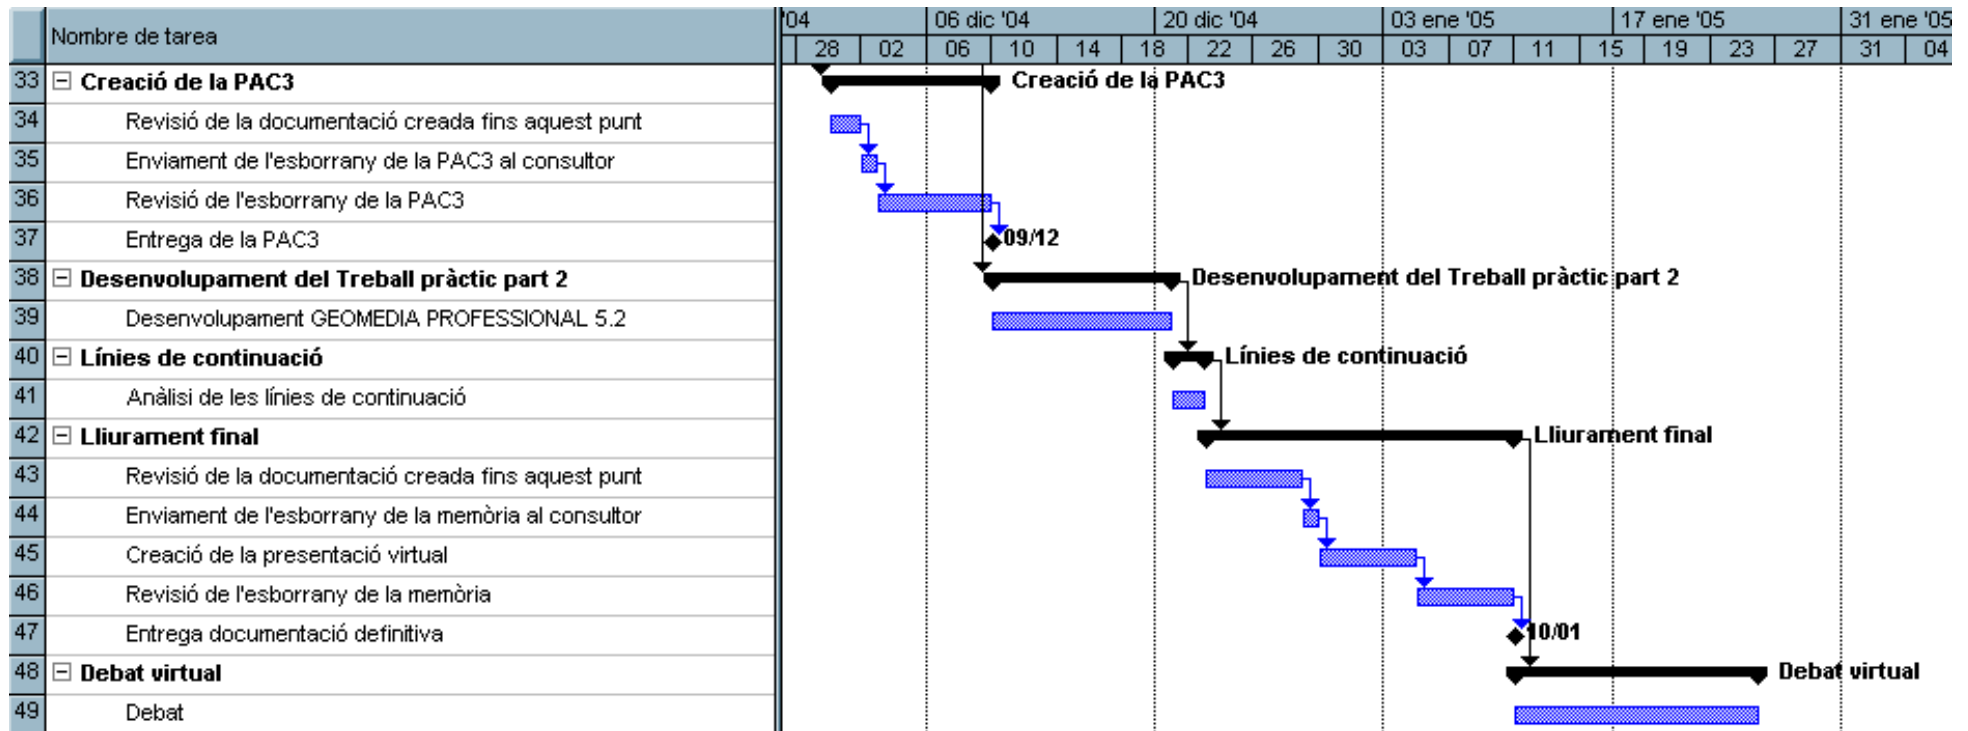 Nombre de tarea
'04 06 dic '04 20 dic '04 03 ene '05 17 ene '05 31 ene '05
28 02 06 10 14 18 22 26 30 03 07 11 15 19 23 27 31 04
33 Creació de la PAC3 Creació de la PAC3
34 Revisió de la documentació creada fins aquest punt
35 Enviament de l'esborrany de la PAC3 al consultor
36 Revisió de l'esborrany de la PAC3
37 Entrega de la PAC3 09/12
38 Desenvolupament del Treball pràctic part 2 Desenvolupament del Treball pràctic part 2
39 Desenvolupament GEOMEDIA PROFESSIONAL 5.2
40 Línies de continuació Línies de continuació
41 Anàlisi de les línies de continuació
42 Lliurament final Lliurament final
43 Revisió de la documentació creada fins aquest punt
44 Enviament de l'esborrany de la memòria al consultor
45 Creació de la presentació virtual
46 Revisió de l'esborrany de la memòria
47 Entrega documentació definitiva 10/01
48 Debat virtual Debat virtual
49 Debat